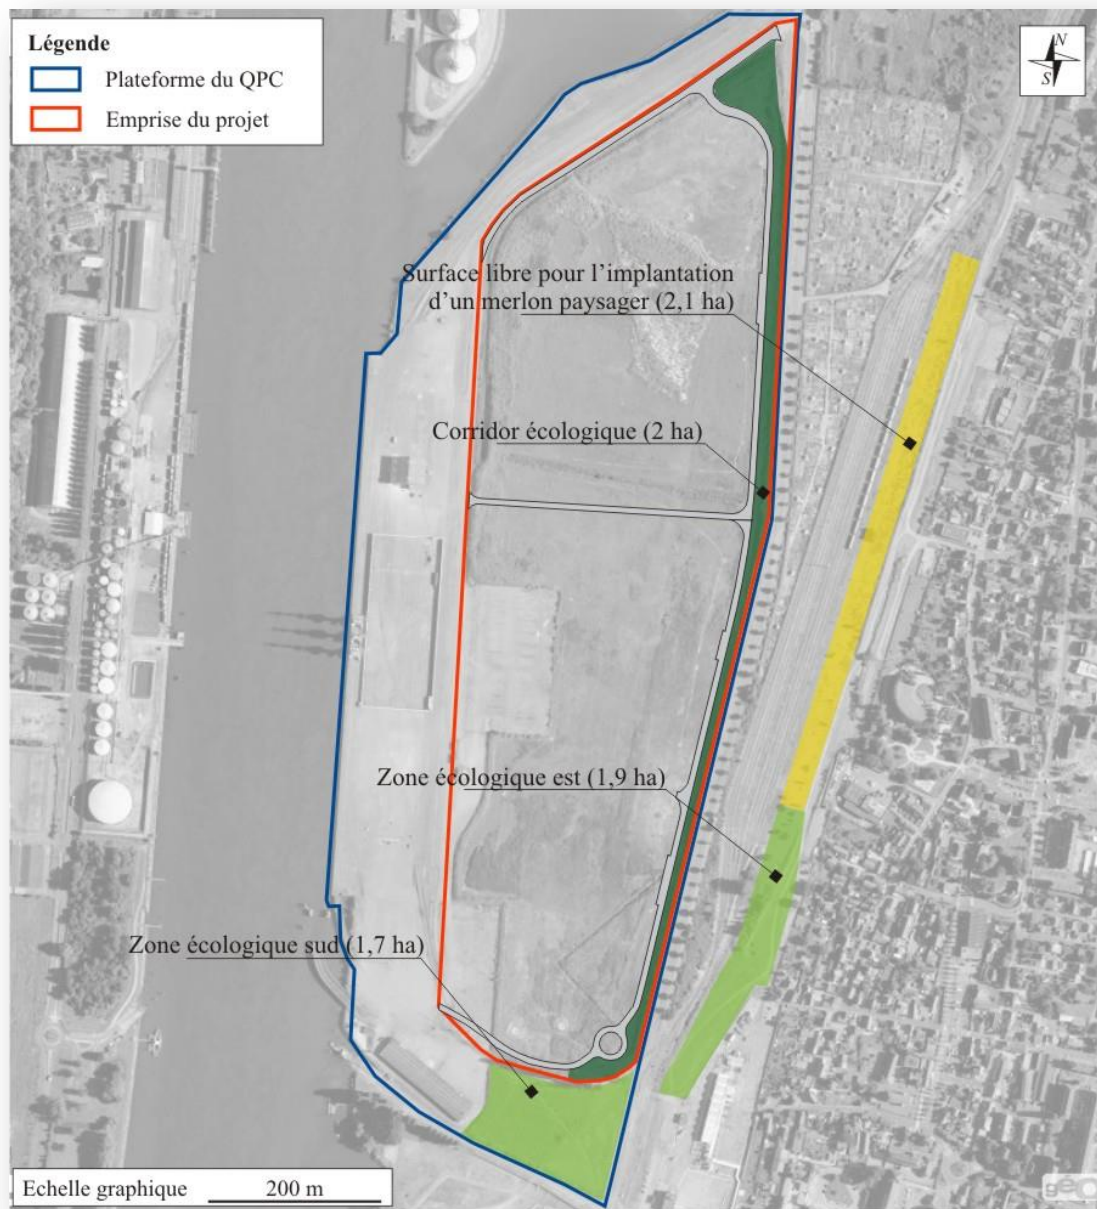 Légende
Plateforme du QPC
Emprise du projet
N
S
Surface libre pour l’implantation
d’un merlon paysager (2,1 ha)
Corridor écologique (2 ha)
Zone écologique est (1,9 ha)
Zone écologique sud (1,7 ha)
Echelle graphique 200 m